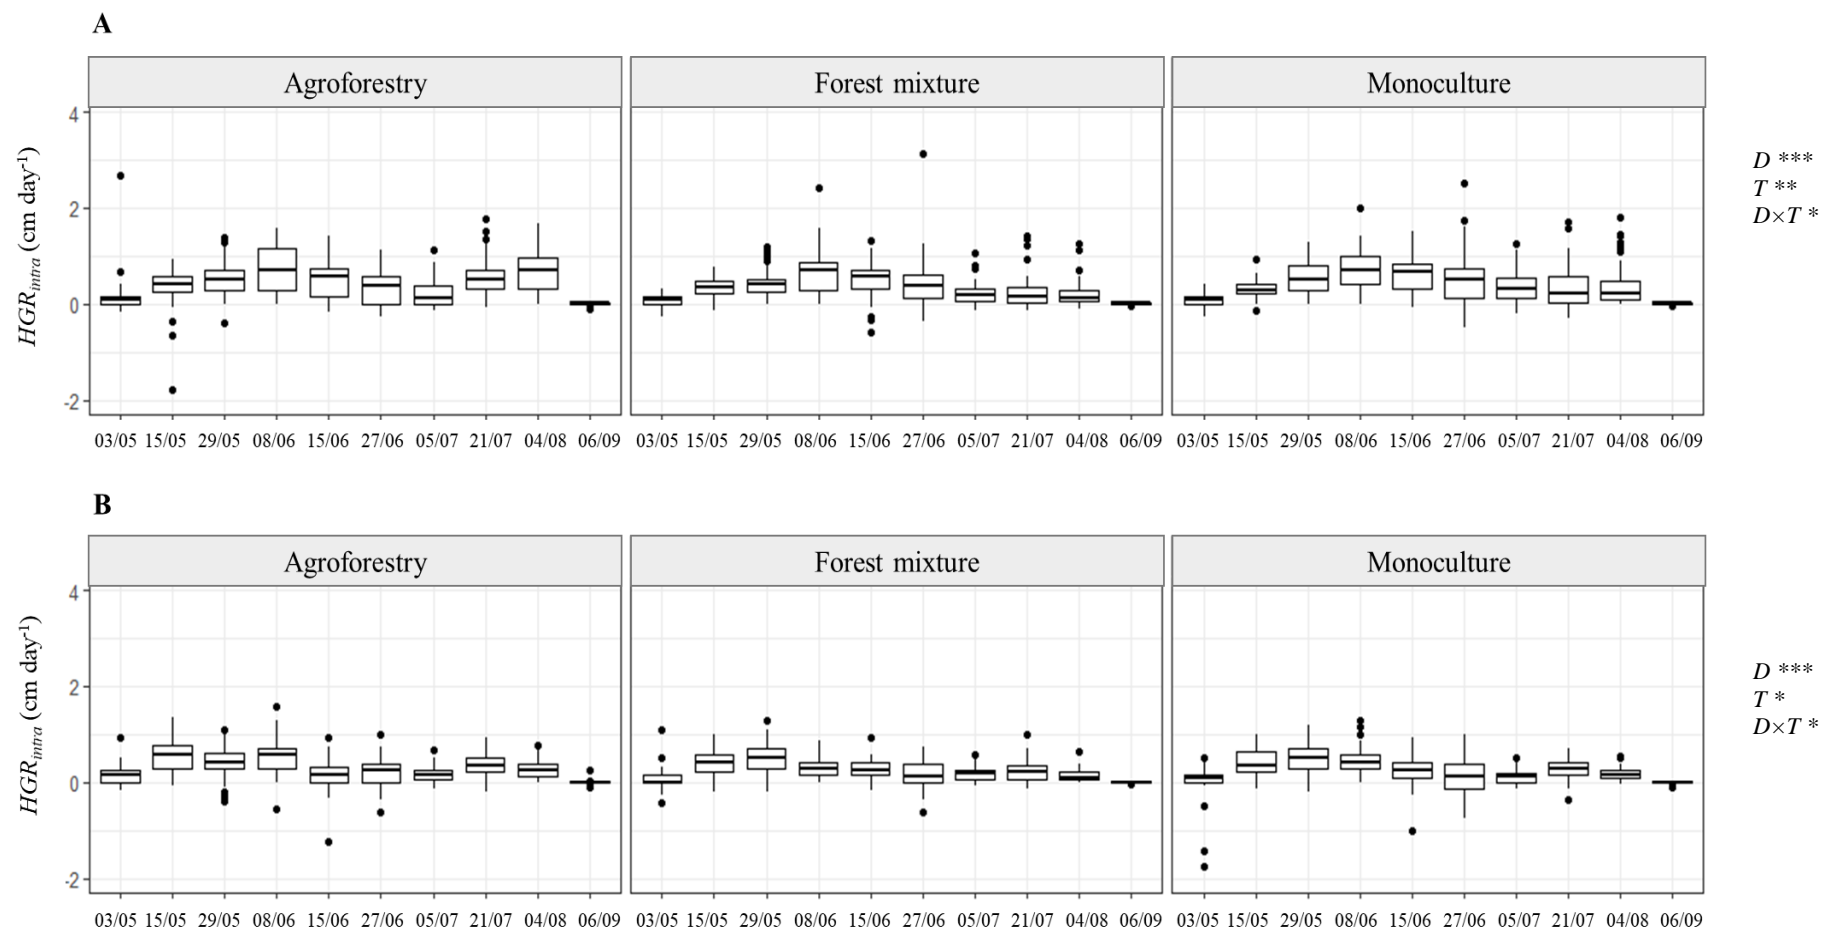 A
Agroforestry Forest mixture Monoculture
4
2
0
-2
HGRintra (cm day-1)
D ***
T **
D×T *
03/05 15/05 29/05 08/06 15/06 27/06 05/07 21/07 04/08 06/09 03/05 15/05 29/05 08/06 15/06 27/06 05/07 21/07 04/08 06/09 03/05 15/05 29/05 08/06 15/06 27/06 05/07 21/07 04/08 06/09
B
Agroforestry Forest mixture Monoculture
4
2
0
-2
HGRintra (cm day-1)
D ***
T *
D×T *
03/05 15/05 29/05 08/06 15/06 27/06 05/07 21/07 04/08 06/09 03/05 15/05 29/05 08/06 15/06 27/06 05/07 21/07 04/08 06/09 03/05 15/05 29/05 08/06 15/06 27/06 05/07 21/07 04/08 06/09